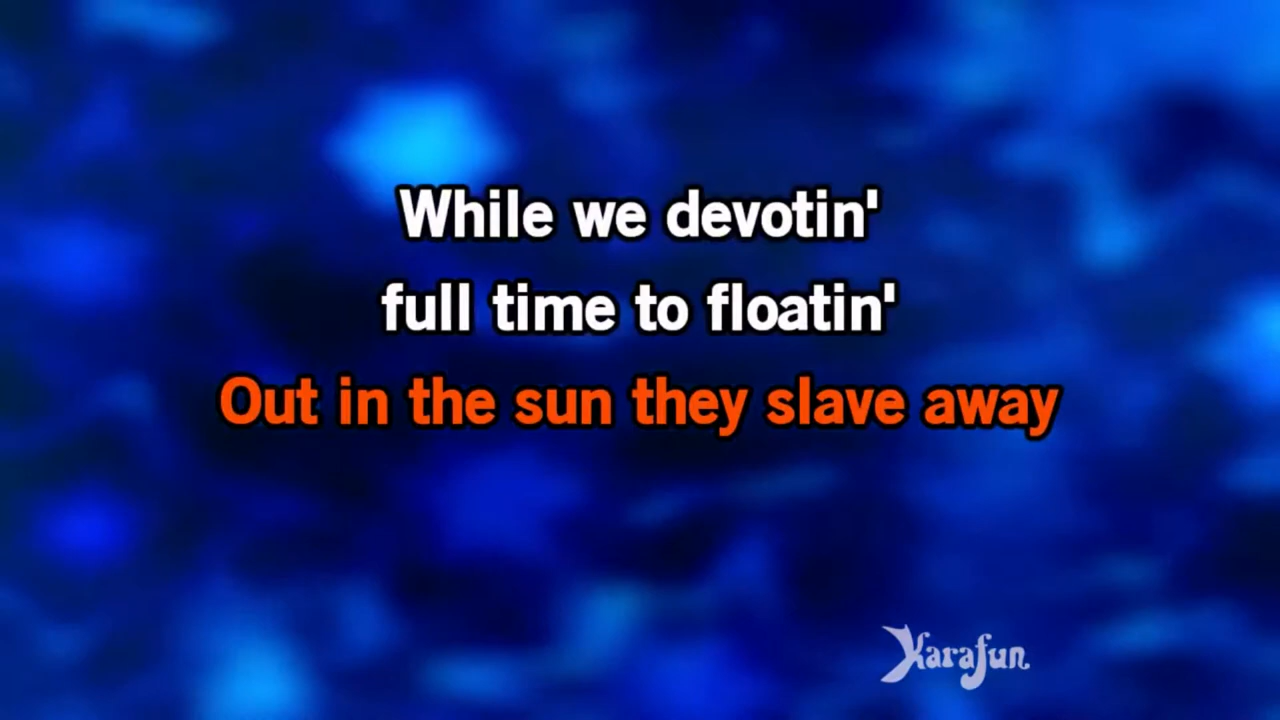 While we devotin'
full time to floatin'
Out in the sun they slave away
Karafun